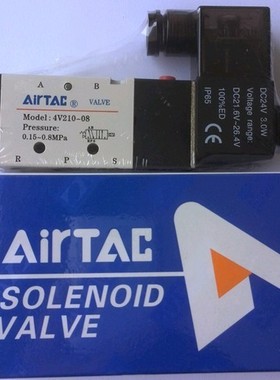 A B
AiRTAC ® VALVE
Model: 4V210-08
Pressure:
0.15-0.8MPa
R P S
DC24V 3.0W
Voltage range:
DC21.6V-26.4V
100%ED
IP65
CE
AiRTAC
SOLENOID
VALVE